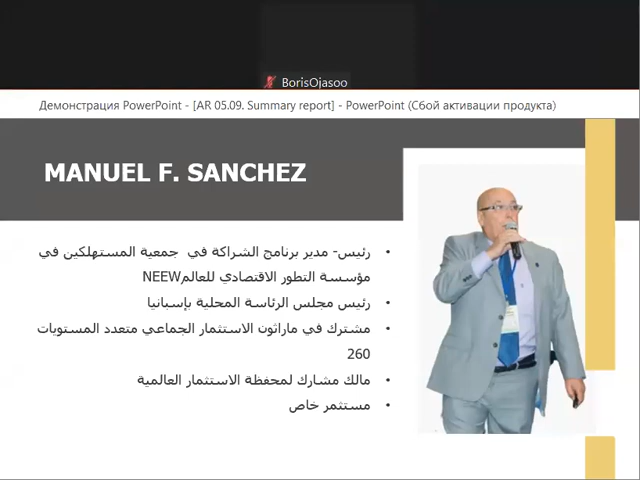 BorisOjasoo
Демонстрация PowerPoint - [AR 05.09. Summary report] - PowerPoint (Сбой активации продукта)
MANUEL F. SANCHEZ
• رئيس- مدير برنامج الشراكة في جمعية المستهلكين في
مؤسسة التطور الاقتصادي للعالمNEEW
• رئيس مجلس الرئاسة المحلية بإسبانيا
• مشترك في ماراثون الاستثمار الجماعي متعدد المستويات
260
• مالك مشارك لمحفظة الاستثمار العالمية
• مستثمر خاص